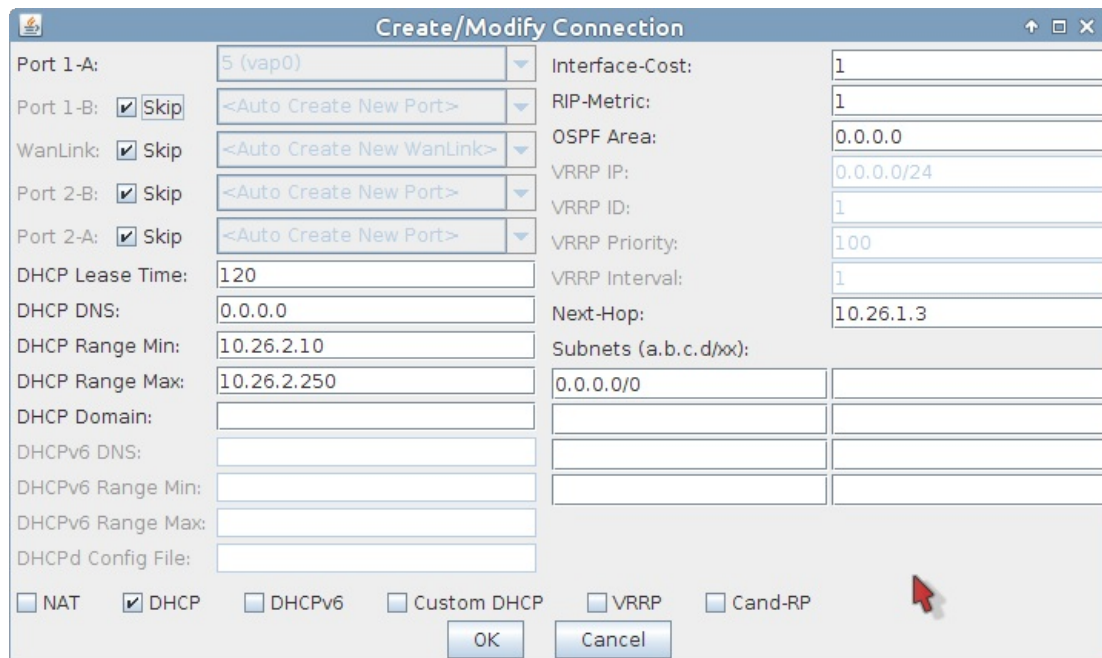 Create/Modify Connection
Port 1-A: 5 (vap0)
Port 1-B: Skip <Auto Create New Port>
WanLink: Skip <Auto Create New WanLink>
Port 2-B: Skip <Auto Create New Port>
Port 2-A: Skip <Auto Create New Port>
DHCP Lease Time: 120
DHCP DNS: 0.0.0.0
DHCP Range Min: 10.26.2.10
DHCP Range Max: 10.26.2.250
DHCP Domain:
DHCPv6 DNS:
DHCPv6 Range Min:
DHCPv6 Range Max:
DHCPd Config File:
Interface-Cost: 1
RIP-Metric: 1
OSPF Area: 0.0.0.0
VRRP IP: 0.0.0.0/24
VRRP ID: 1
VRRP Priority: 100
VRRP Interval: 1
Next-Hop: 10.26.1.3
Subnets (a.b.c.d/xx):
0.0.0.0/0
NAT DHCP DHCPv6 Custom DHCP VRRP Cand-RP
OK Cancel